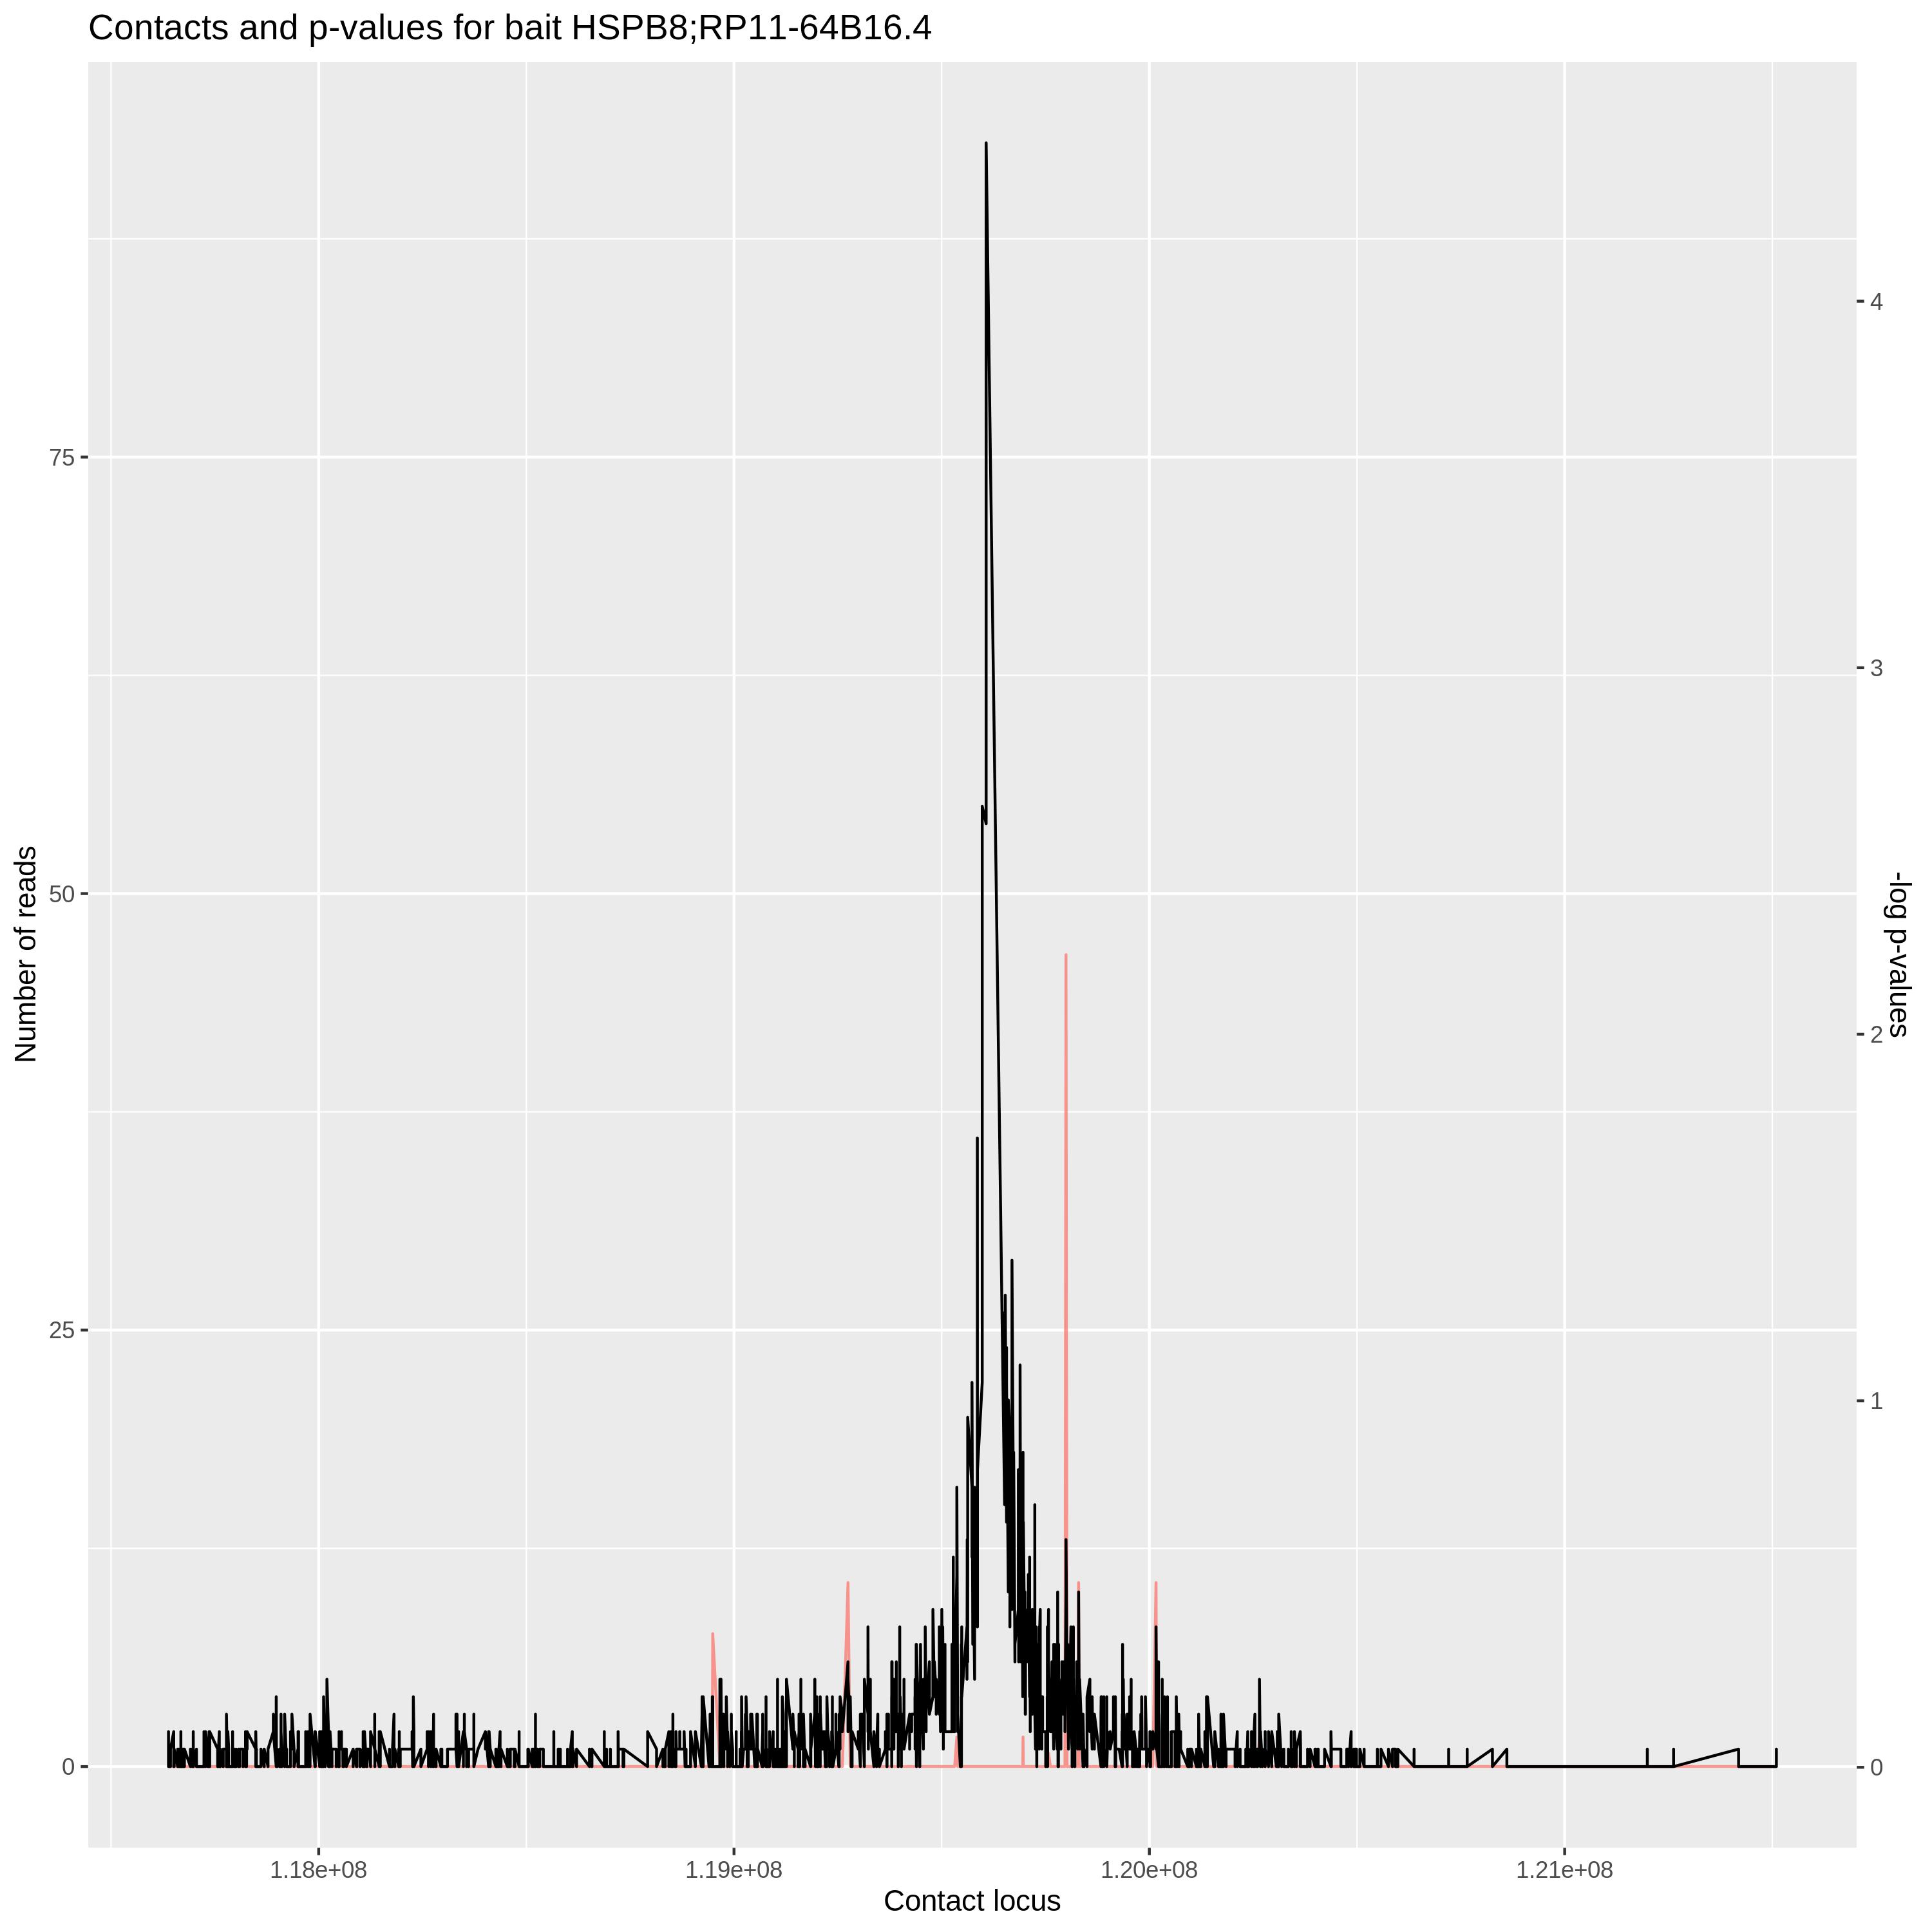 Contacts and p-values for bait HSPB8;RP11-64B16.4
Number of reads
75
50
25
0
4
3
2
1
0
-log p-values
1.18e+08
1.19e+08
1.20e+08
1.21e+08
Contact locus